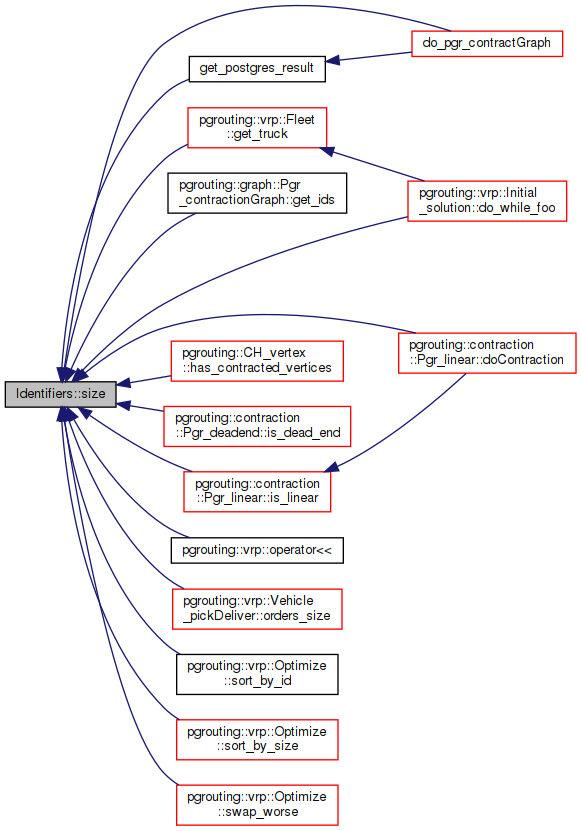 do_pgr_contractGraph
get_postgres_result
pgrouting::vrp::Fleet
::get_truck
pgrouting::graph::Pgr
_contractionGraph::get_ids
pgrouting::vrp::Initial
_solution::do_while_foo
pgrouting::contraction
::Pgr_linear::doContraction
pgrouting::CH_vertex
::has_contracted_vertices
Identifiers::size
pgrouting::contraction
::Pgr_deadend::is_dead_end
pgrouting::contraction
::Pgr_linear::is_linear
pgrouting::vrp::operator<<
pgrouting::vrp::Vehicle
_pickDeliver::orders_size
pgrouting::vrp::Optimize
::sort_by_id
pgrouting::vrp::Optimize
::sort_by_size
pgrouting::vrp::Optimize
::swap_worse